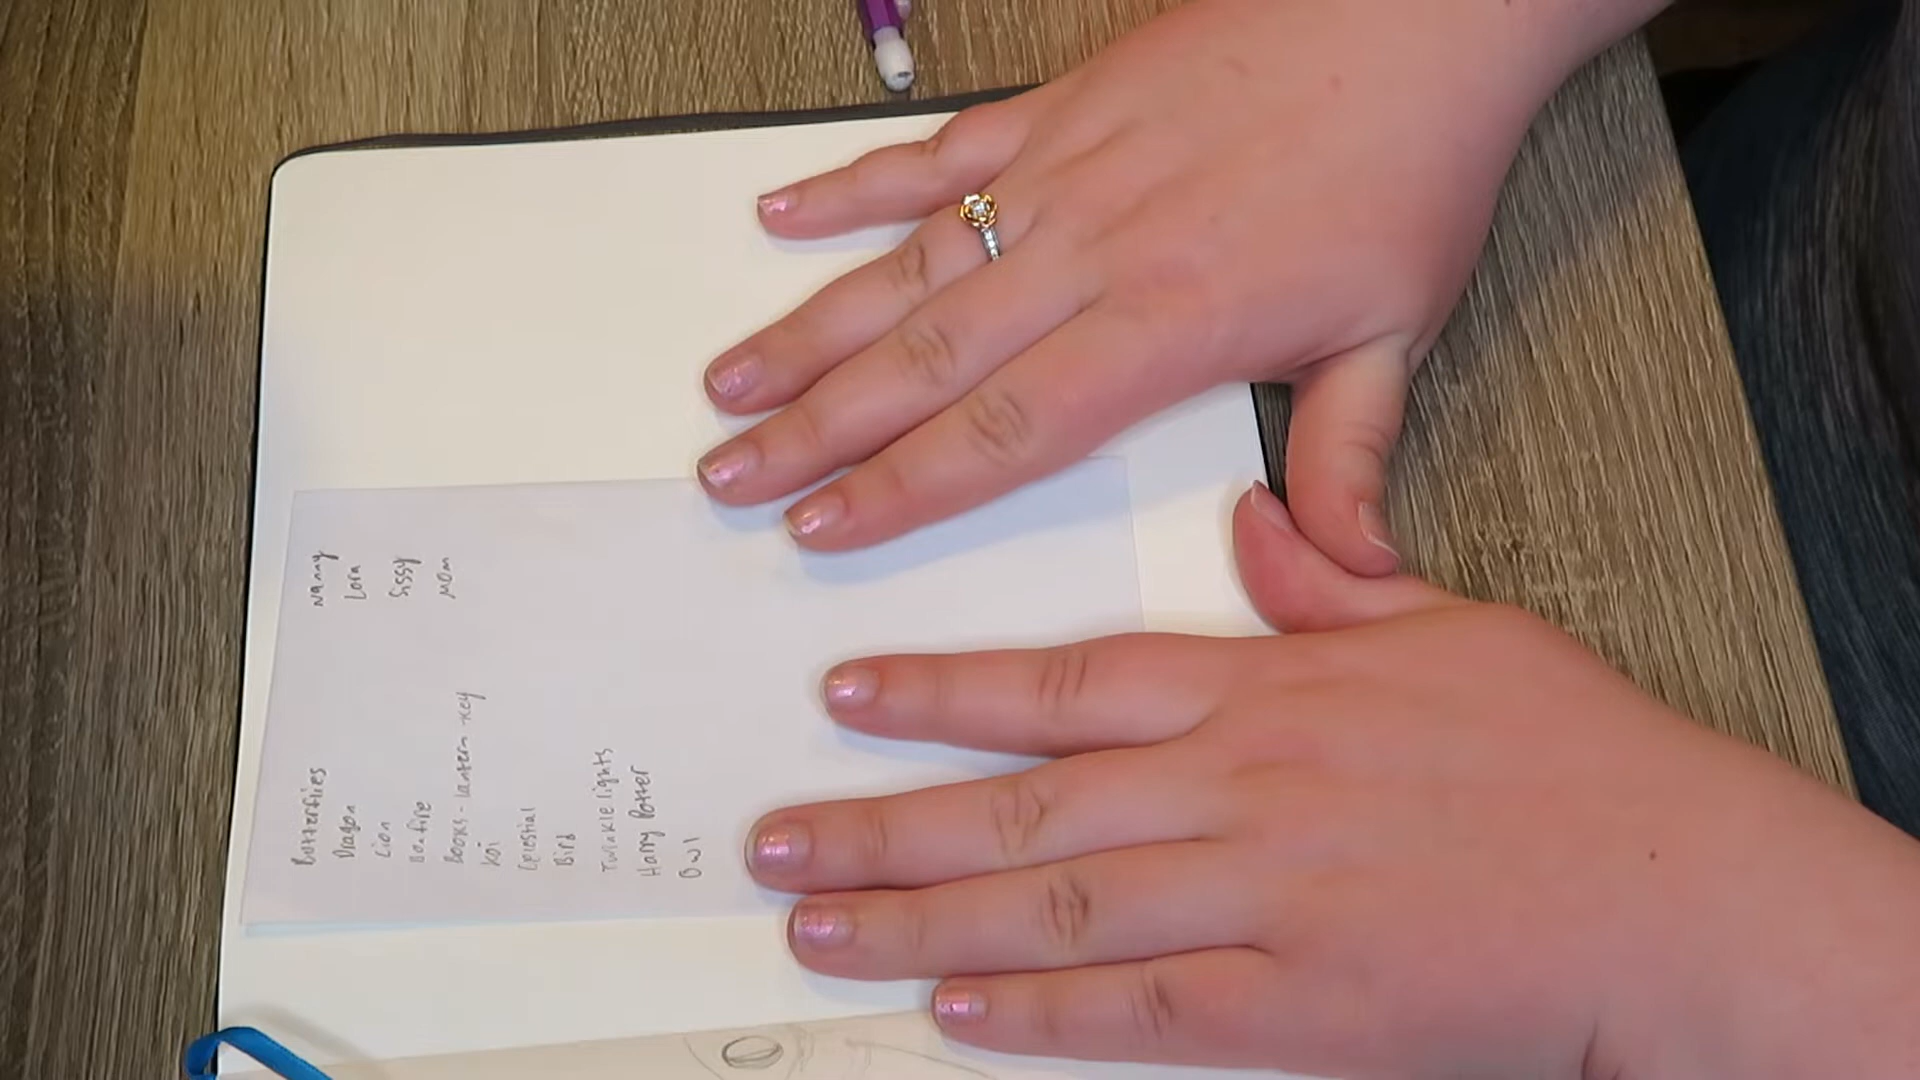 Butterflies
Dragon
Lion
Bonfire
Books - lantern - key
Koi
Celestial
Bird
Twinkle lights
Harry Potter
Owl
Nanny
Lora
Sissy
Mom